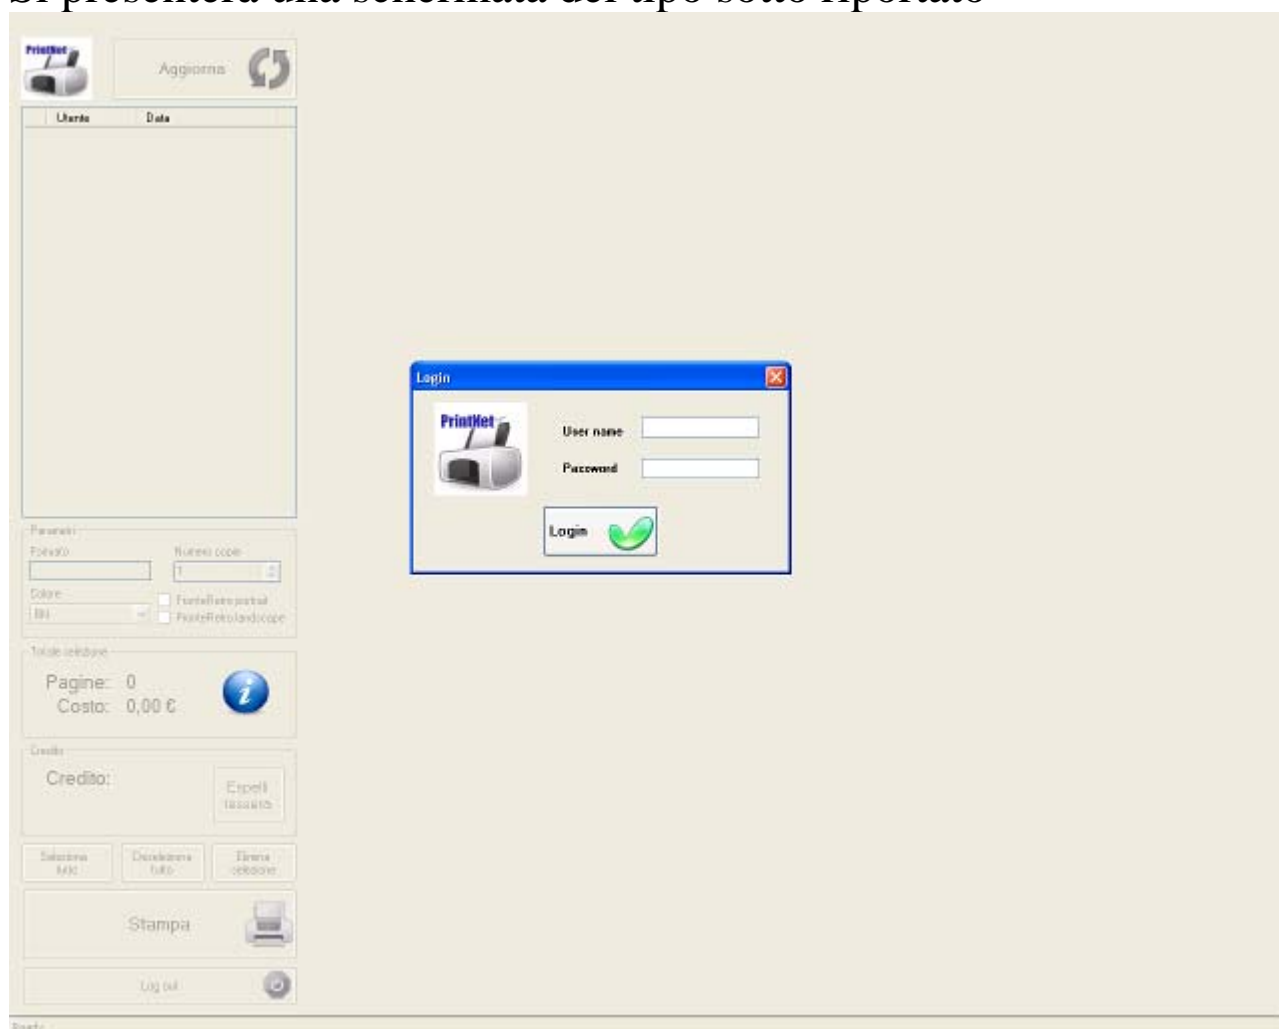 Si presenterà una schermata del tipo sotto riportato
PrintNet
Aggiorna
Utente Data
Login
PrintNet
User name
Password
Login
Parametri
Formato Numero copie
1
Colore
BN
FronteRetro portrait
FronteRetro landscape
Totale selezione
Pagine: 0
Costo: 0,00 €
Credito
Credito:
Espelli
tessera
Seleziona Deseleziona Elimina
tutto tutto selezione
Stampa
Log out
Pronto